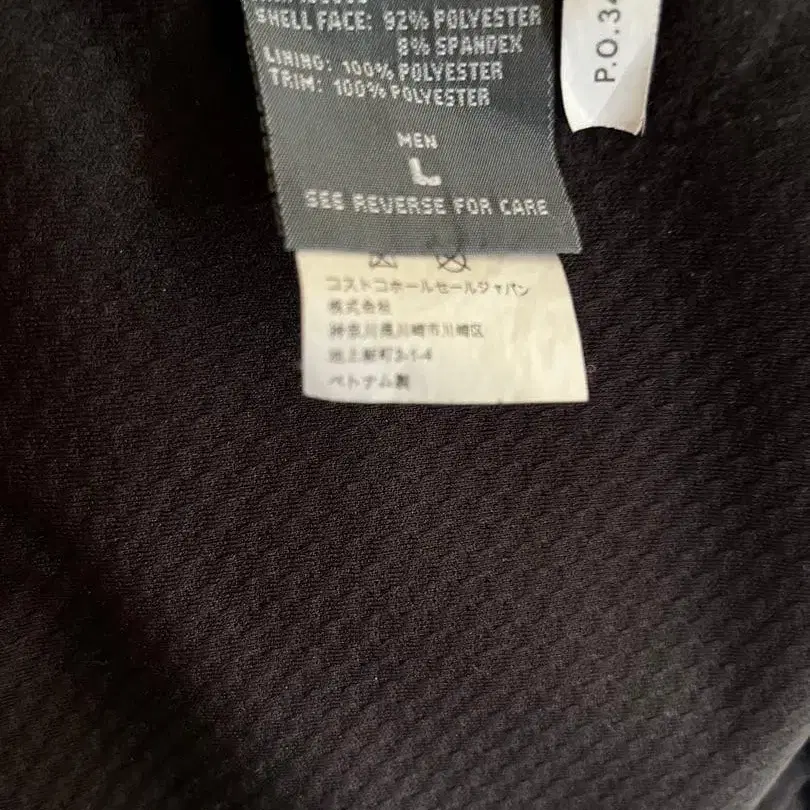 SHELL FACE: 92% POLYESTER
8% SPANDEX
LINING: 100% POLYESTER
TRIM: 100% POLYESTER
MEN
L
SEE REVERSE FOR CARE
P.O.34
コストコホールセールジャパン
株式会社
神奈川県川崎市川崎区
池上新町3-1-4
ベトナム製